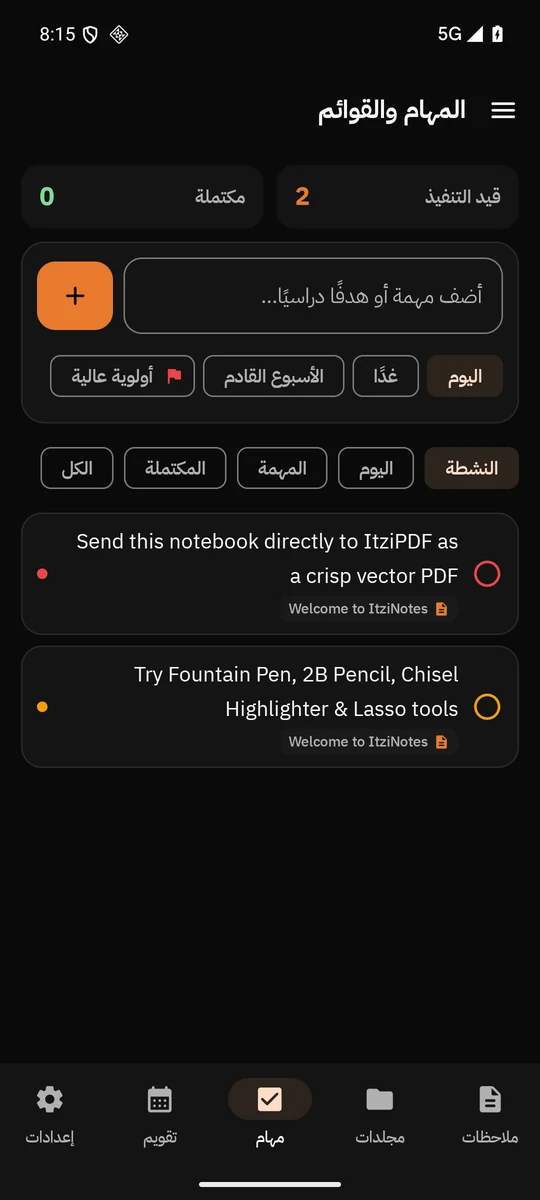 8:15
5G
المهام والقوائم
قيد التنفيذ
2
مكتملة
0
أضف مهمة أو هدفًا دراسيًا...
+
اليوم
غدًا
الأسبوع القادم
أولوية عالية
النشطة
اليوم
المهمة
المكتملة
الكل
Send this notebook directly to ItziPDF as
a crisp vector PDF
Welcome to ItziNotes
Try Fountain Pen, 2B Pencil, Chisel
Highlighter & Lasso tools
Welcome to ItziNotes
ملاحظات
مجلدات
مهام
تقويم
إعدادات